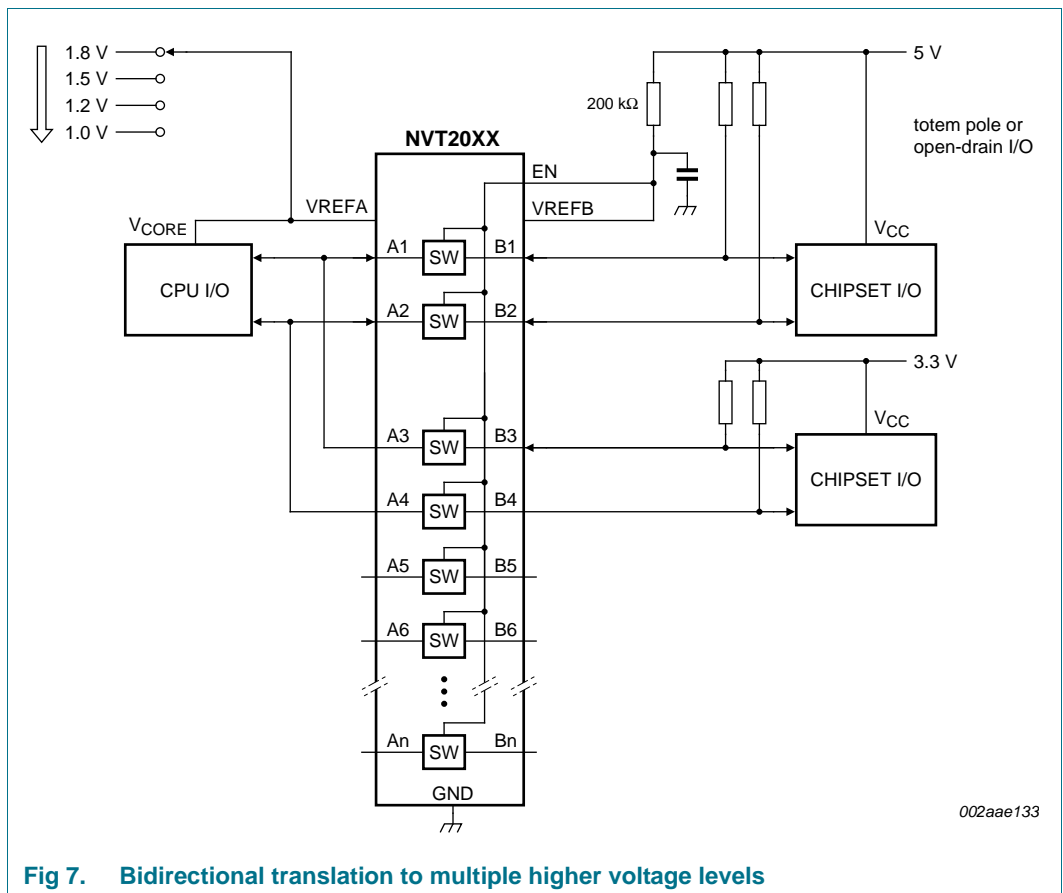 1.8 V
1.5 V
1.2 V
1.0 V
5 V
200 kΩ
totem pole or
open-drain I/O
NVT20XX
EN
VREFA
VREFB
VCORE
VCC
A1
SW
B1
CPU I/O
CHIPSET I/O
A2
SW
B2
3.3 V
VCC
A3
SW
B3
CHIPSET I/O
A4
SW
B4
A5
SW
B5
A6
SW
B6
An
SW
Bn
GND
002aae133
Fig 7. Bidirectional translation to multiple higher voltage levels